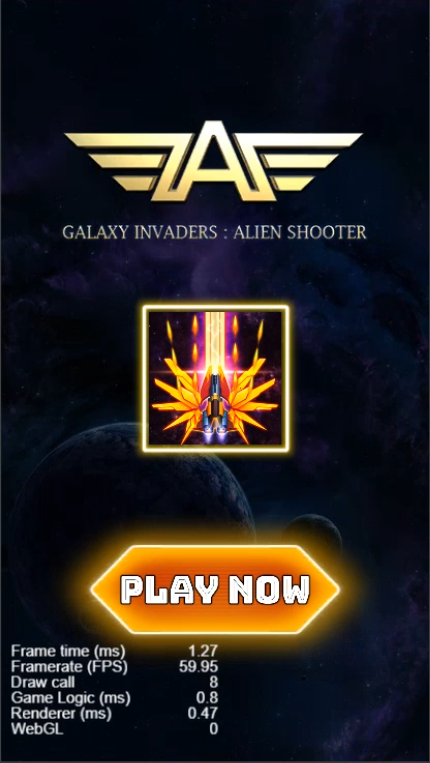 A
GALAXY INVADERS : ALIEN SHOOTER
PLAY NOW
Frame time (ms) 1.27
Framerate (FPS) 59.95
Draw call 8
Game Logic (ms) 0.8
Renderer (ms) 0.47
WebGL 0